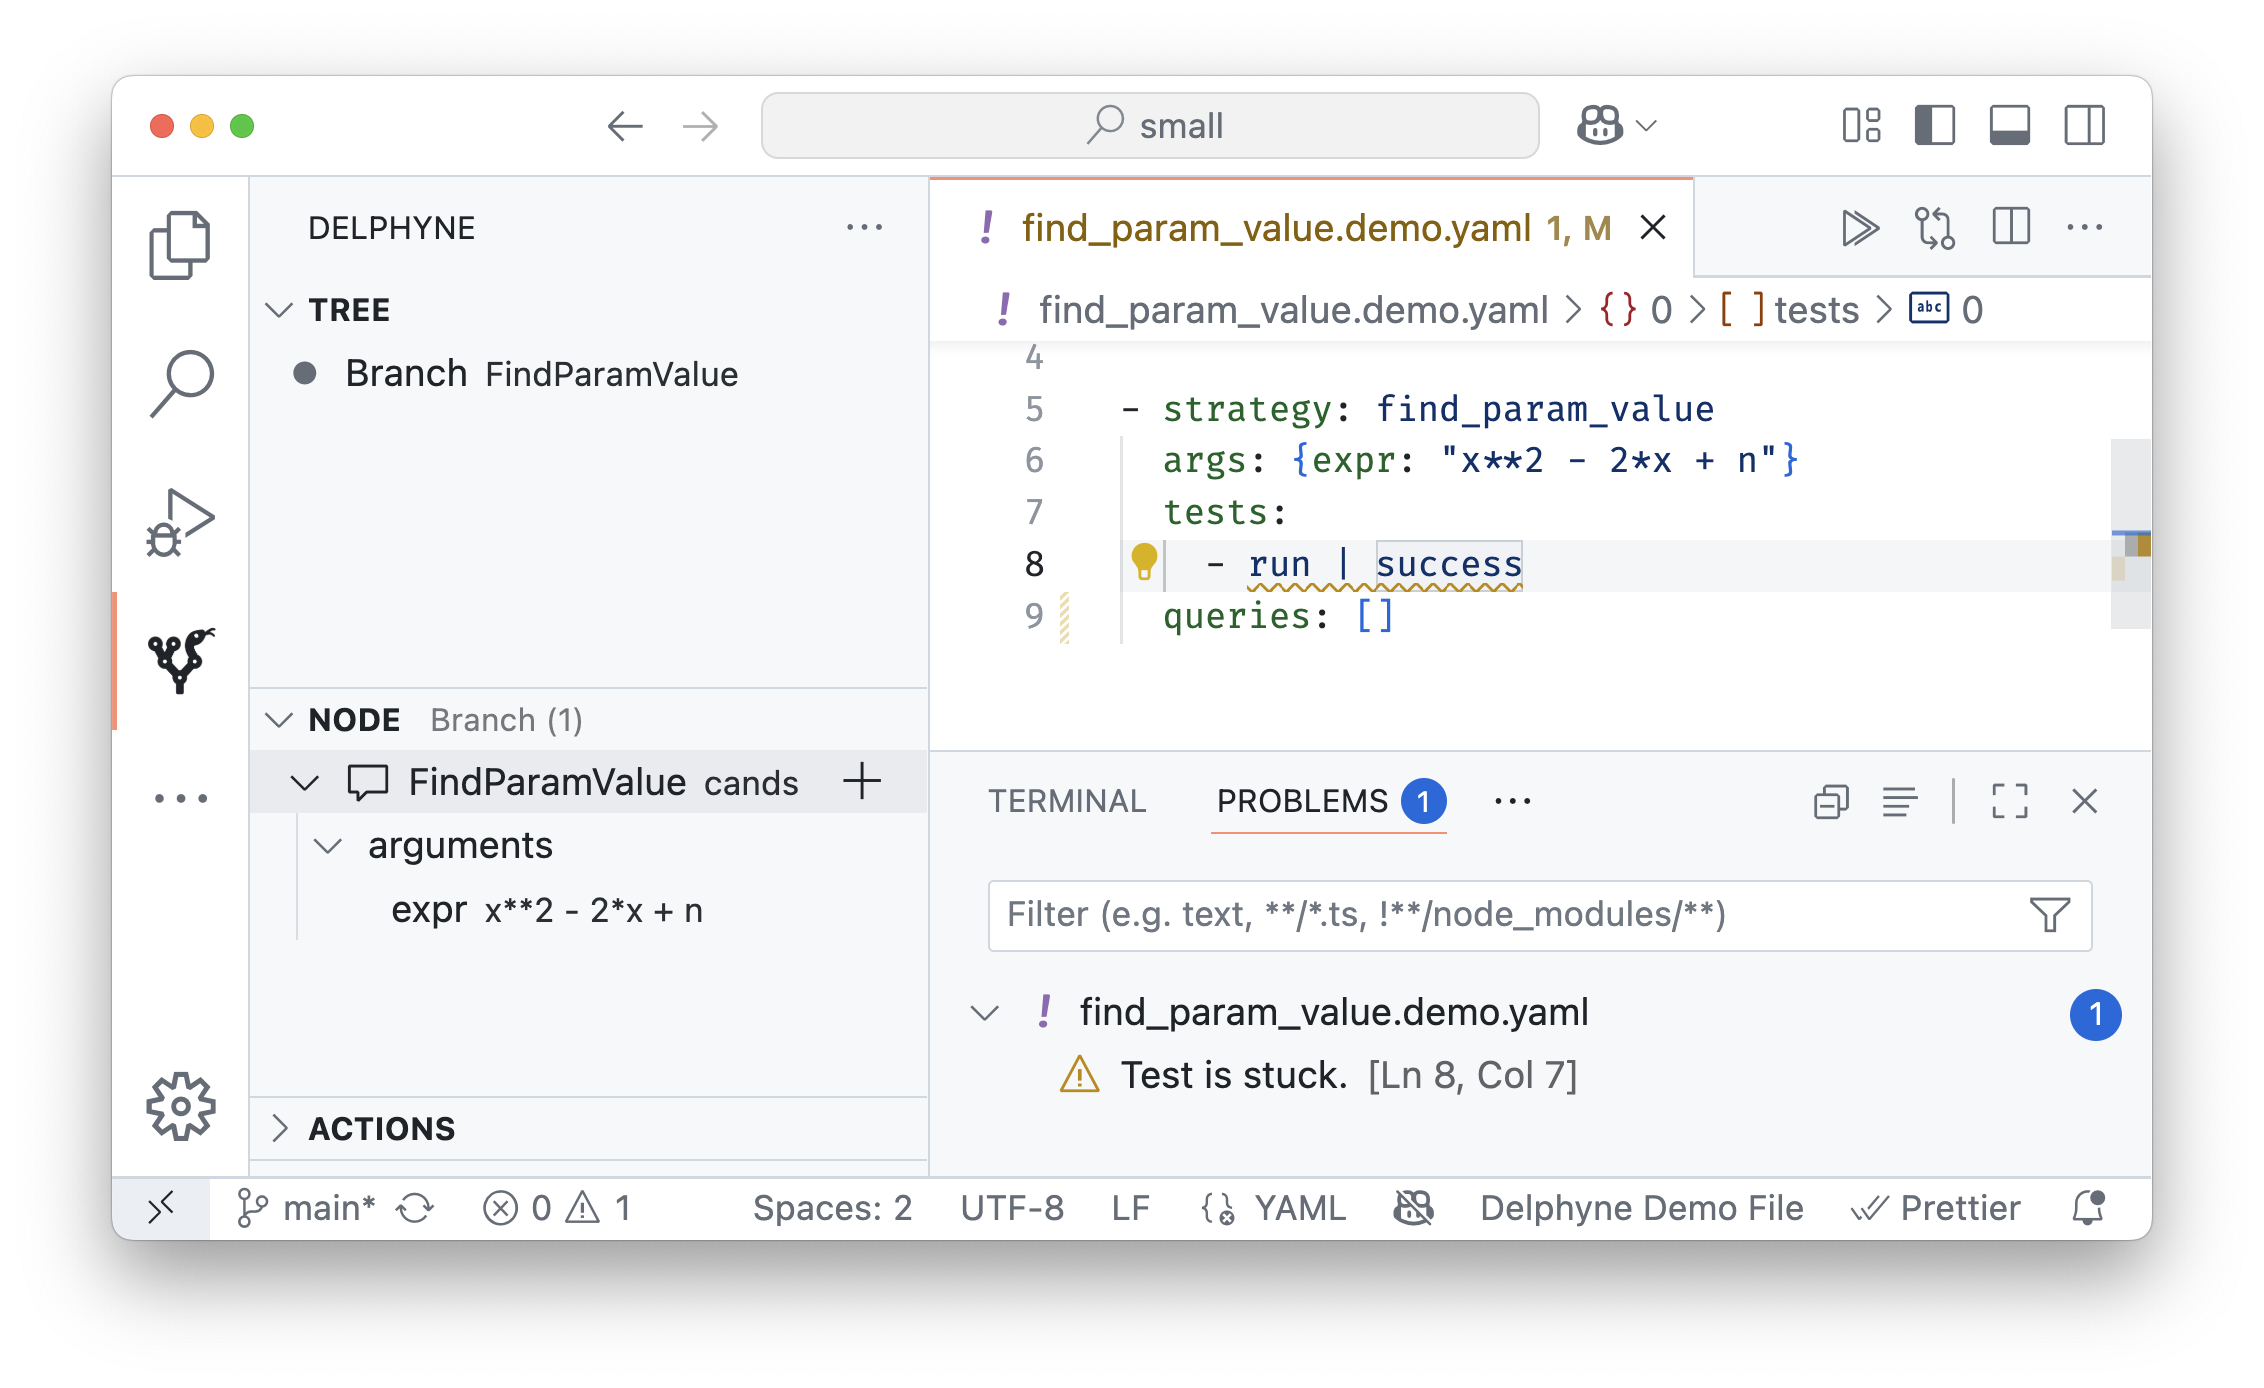 small
DELPHYNE
TREE
Branch FindParamValue
NODE Branch (1)
FindParamValue cands
arguments
expr x**2 - 2*x + n
ACTIONS
! find_param_value.demo.yaml 1, M
! find_param_value.demo.yaml > {} 0 > [ ] tests > abc 0
4
5 - strategy: find_param_value
6 args: {expr: "x**2 - 2*x + n"}
7 tests:
8 - run | success
9 queries: []
TERMINAL PROBLEMS 1
Filter (e.g. text, **/*.ts, !**/node_modules/**)
! find_param_value.demo.yaml 1
Test is stuck. [Ln 8, Col 7]
main* 0 1 Spaces: 2 UTF-8 LF YAML Delphyne Demo File Prettier